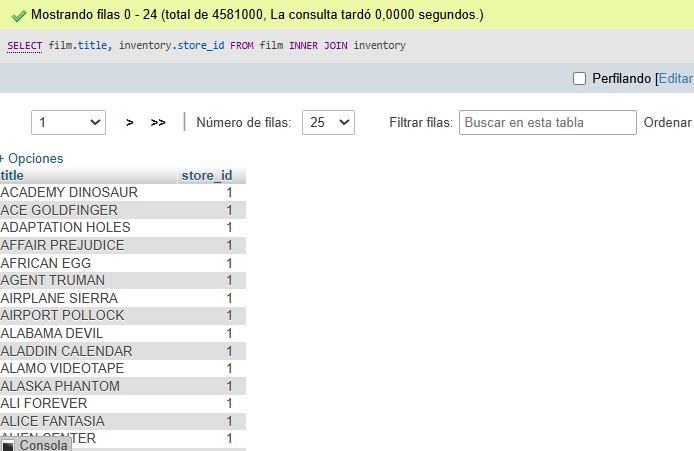 Mostrando filas 0 - 24 (total de 4581000, La consulta tardó 0,0000 segundos.)
SELECT film.title, inventory.store_id FROM film INNER JOIN inventory
Perfilando [Editar
1 > >> Número de filas: 25 Filtrar filas: Buscar en esta tabla Ordenar
+ Opciones
title store_id
ACADEMY DINOSAUR 1
ACE GOLDFINGER 1
ADAPTATION HOLES 1
AFFAIR PREJUDICE 1
AFRICAN EGG 1
AGENT TRUMAN 1
AIRPLANE SIERRA 1
AIRPORT POLLOCK 1
ALABAMA DEVIL 1
ALADDIN CALENDAR 1
ALAMO VIDEOTAPE 1
ALASKA PHANTOM 1
ALI FOREVER 1
ALICE FANTASIA 1
ALIEN CENTER 1
Consola